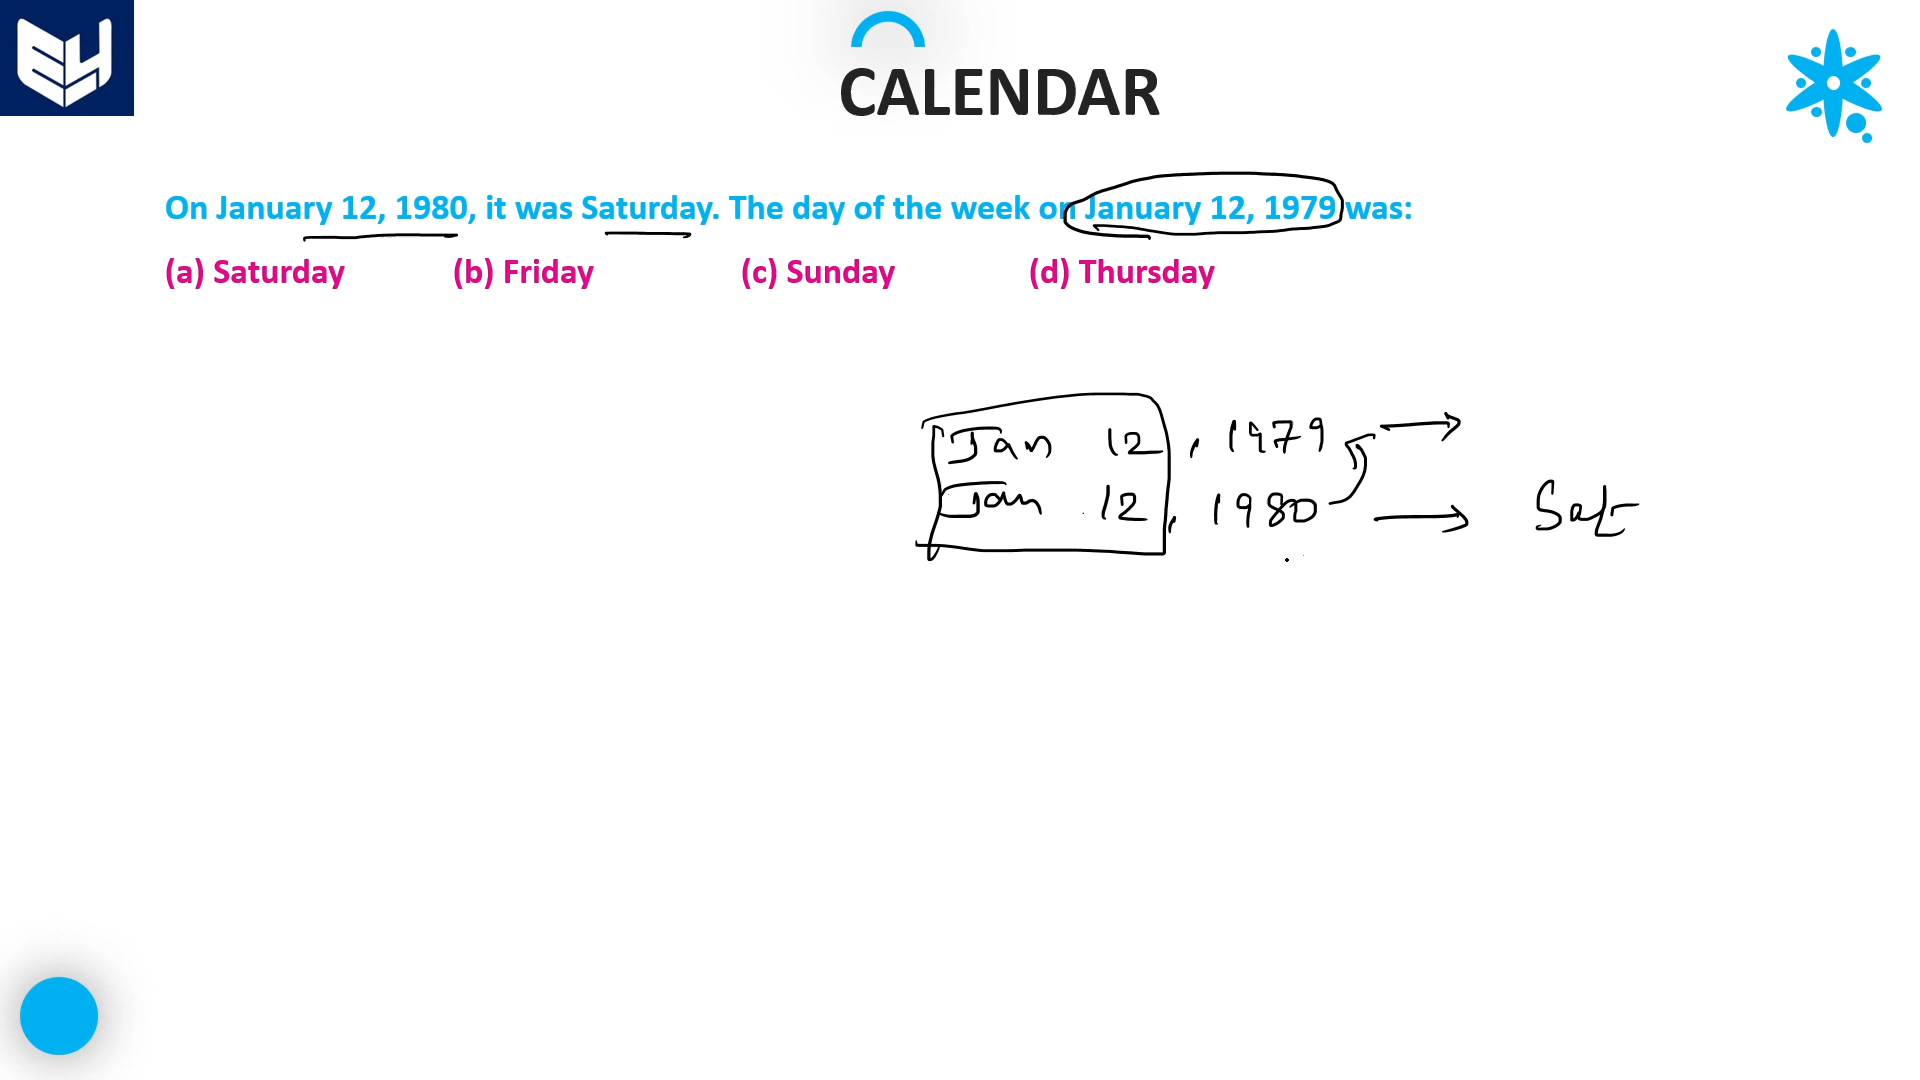 CALENDAR
On January 12, 1980, it was Saturday. The day of the week on January 12, 1979 was:
(a) Saturday (b) Friday (c) Sunday (d) Thursday
Jan 12, 1979 →
Jan 12, 1980 → Sat